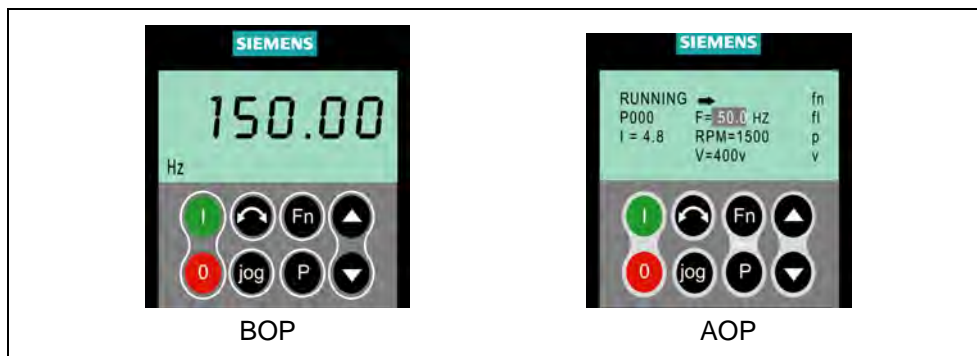 SIEMENS
150.00
Hz
I
Fn
0
jog
P
BOP
SIEMENS
RUNNING fn
P000 F= 50.0 HZ fl
I = 4.8 RPM=1500 p
V=400v v
I
Fn
0
jog
P
AOP